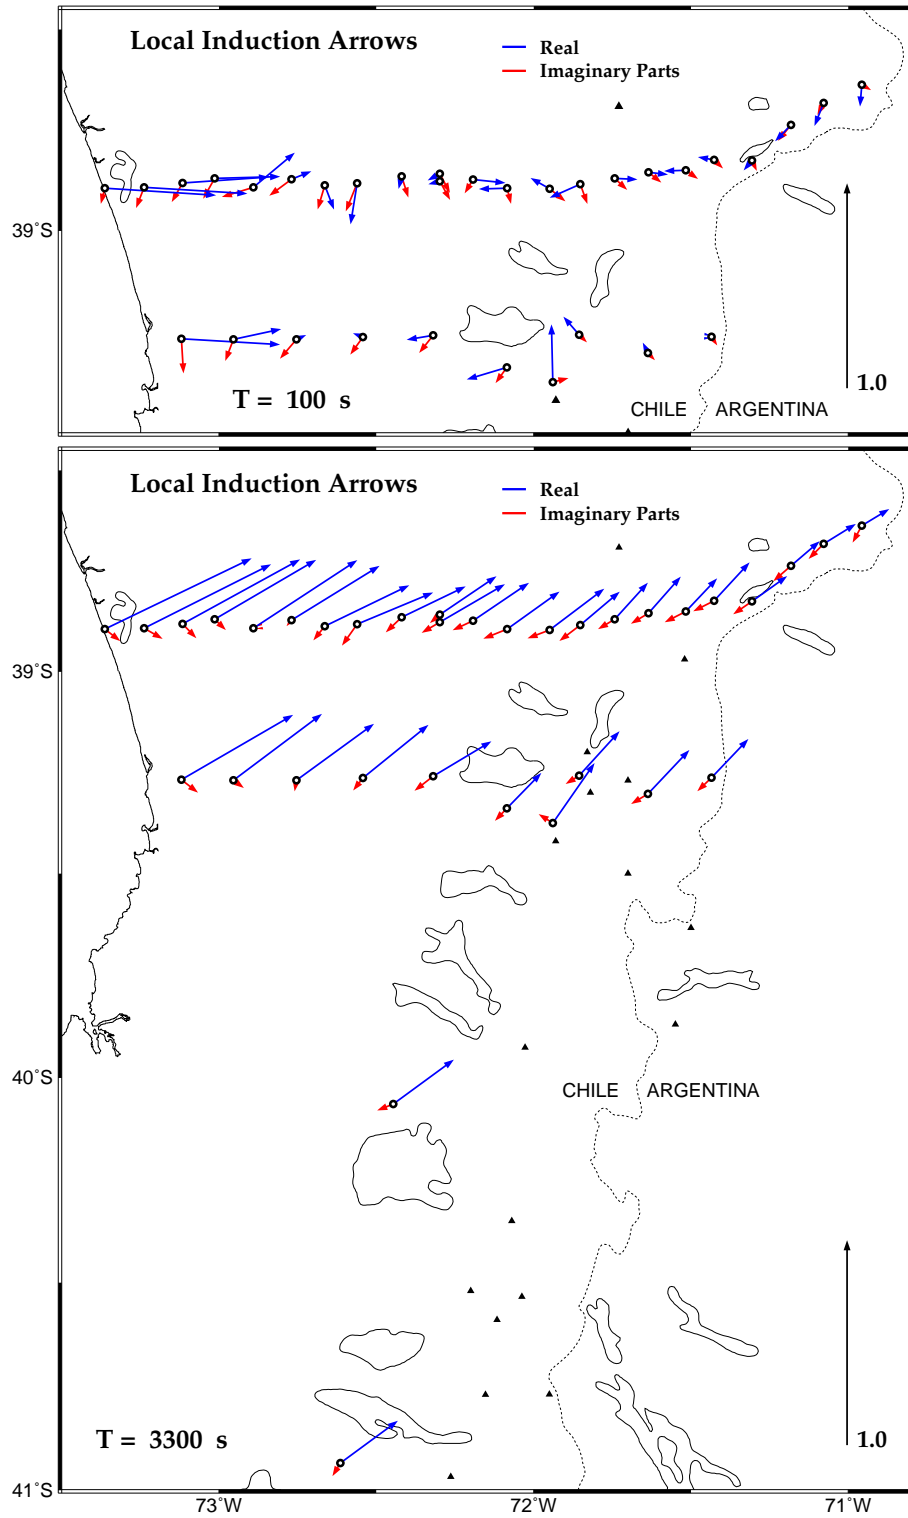 Local Induction Arrows
Real
Imaginary Parts
39°S
1.0
T = 100 s
CHILE ARGENTINA
Local Induction Arrows
Real
Imaginary Parts
39°S
40°S
CHILE ARGENTINA
1.0
T = 3300 s
41°S
73°W 72°W 71°W